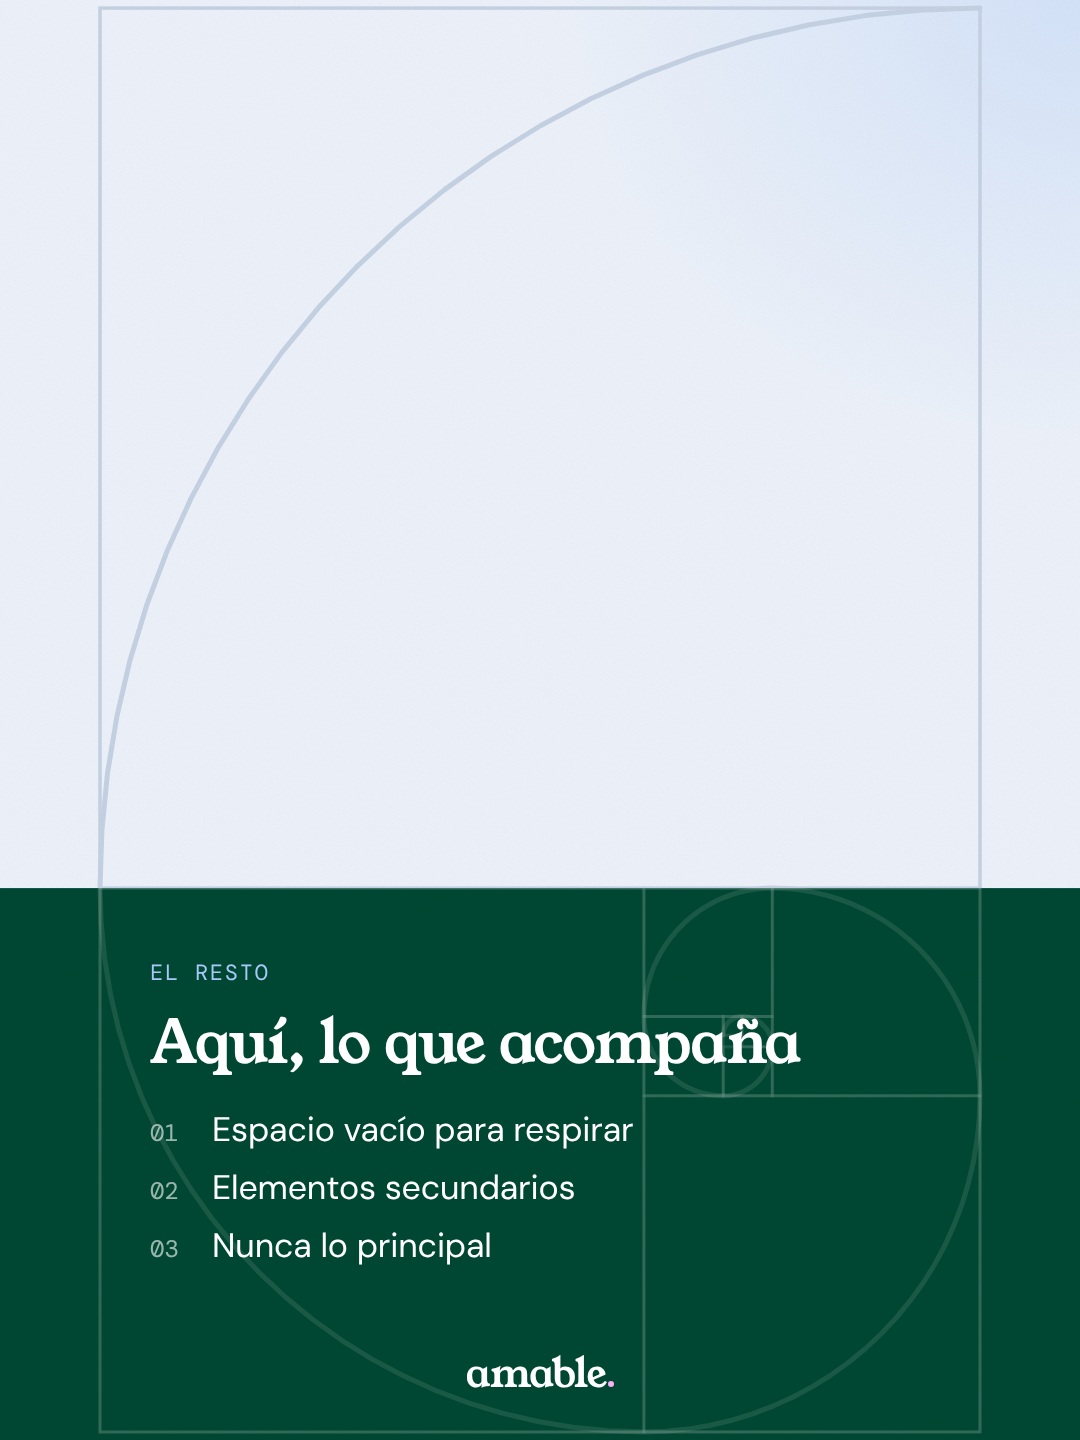 EL RESTO
Aquí, lo que acompaña
01 Espacio vacío para respirar
02 Elementos secundarios
03 Nunca lo principal
amable.